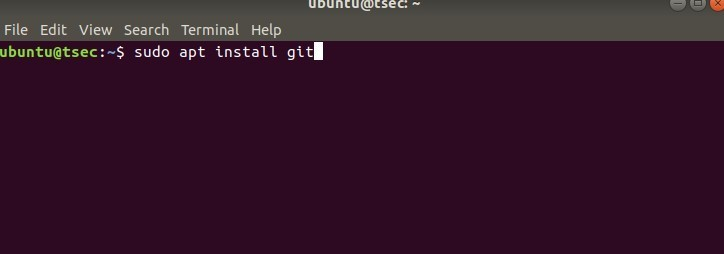 ubuntu@tsec: ~
File Edit View Search Terminal Help
ubuntu@tsec:~$ sudo apt install git